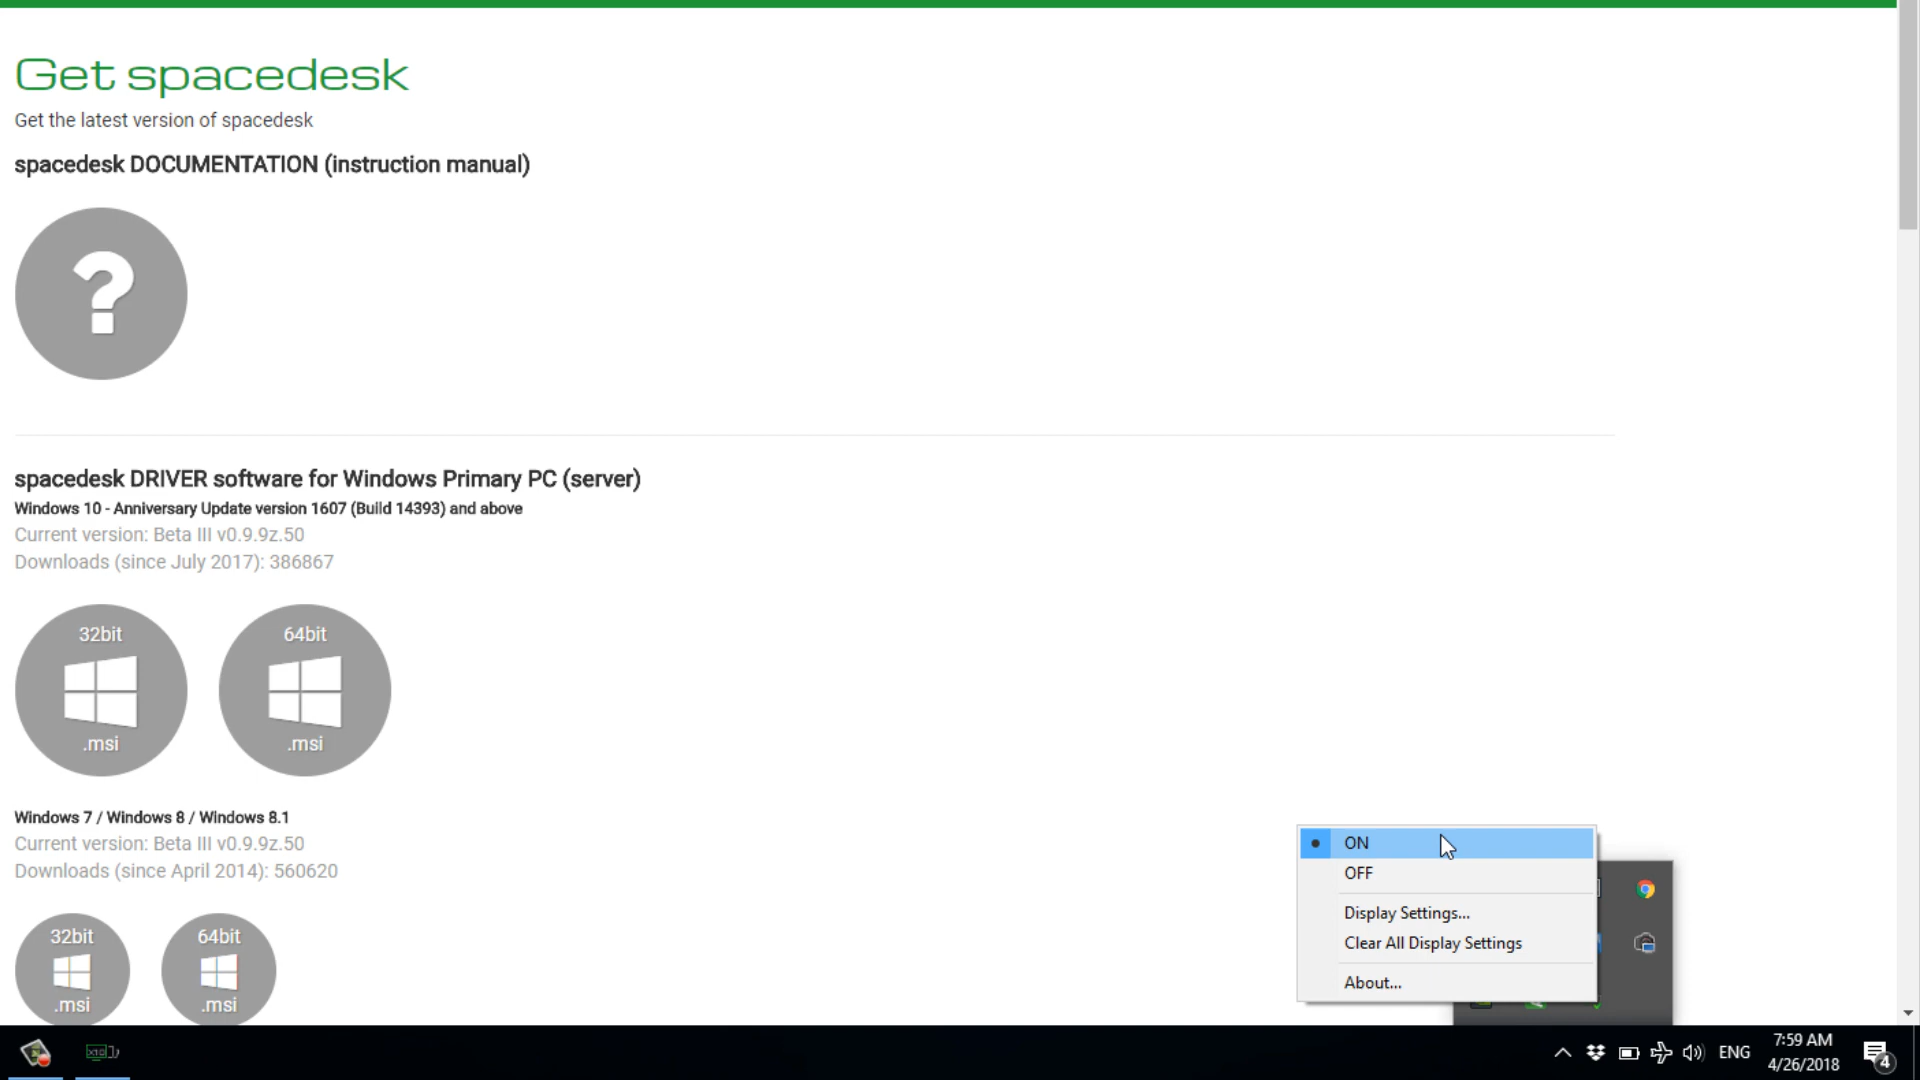 Get spacedesk
Get the latest version of spacedesk
spacedesk DOCUMENTATION (instruction manual)
?
spacedesk DRIVER software for Windows Primary PC (server)
Windows 10 - Anniversary Update version 1607 (Build 14393) and above
Current version: Beta III v0.9.9z.50
Downloads (since July 2017): 386867
32bit
.msi
64bit
.msi
Windows 7 / Windows 8 / Windows 8.1
Current version: Beta III v0.9.9z.50
Downloads (since April 2014): 560620
32bit
.msi
64bit
.msi
ON
OFF
Display Settings...
Clear All Display Settings
About...
ENG
7:59 AM
4/26/2018
4